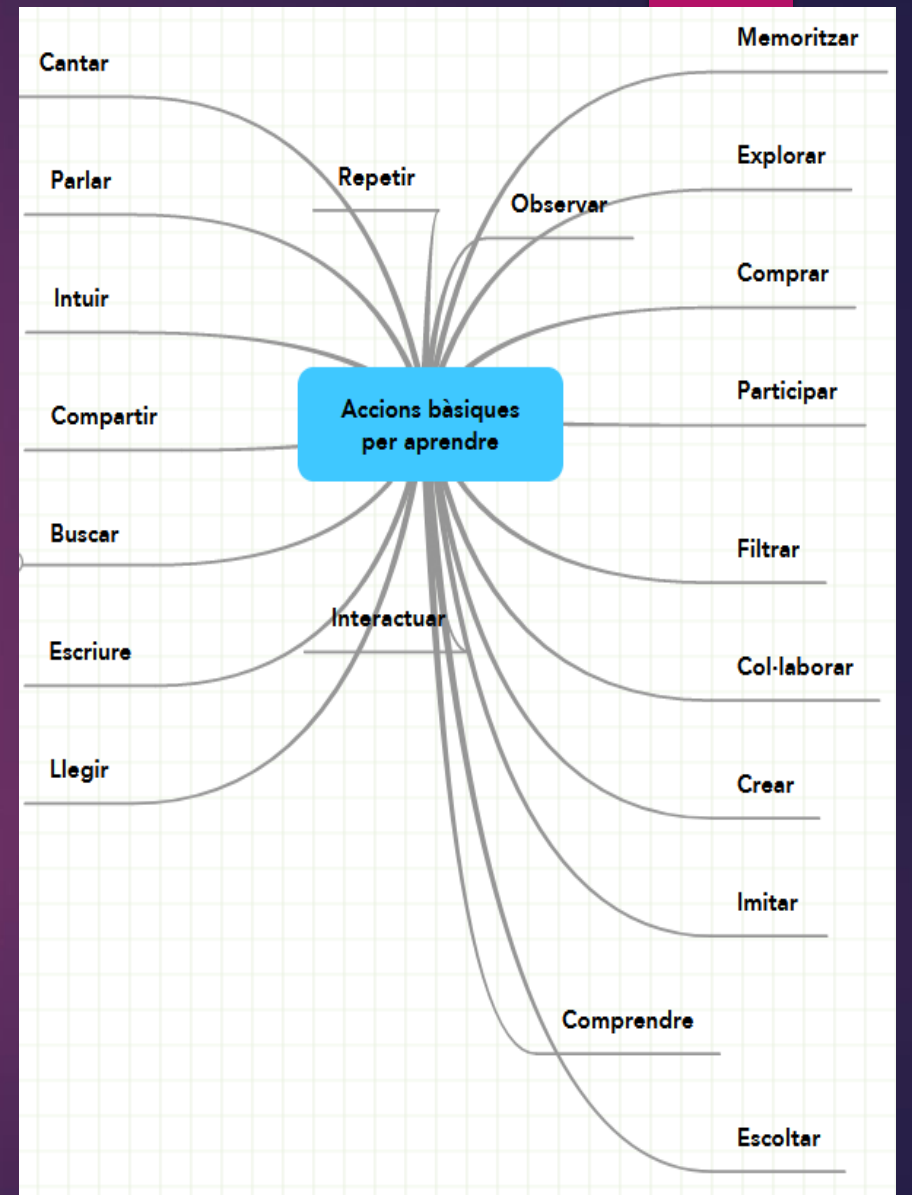 Memoritzar
Cantar
Explorar
Repetir
Parlar
Observar
Comprar
Intuir
Participar
Accions bàsiques
per aprendre
Compartir
Buscar
Filtrar
Interactuar
Escriure
Col·laborar
Llegir
Crear
Imitar
Comprendre
Escoltar